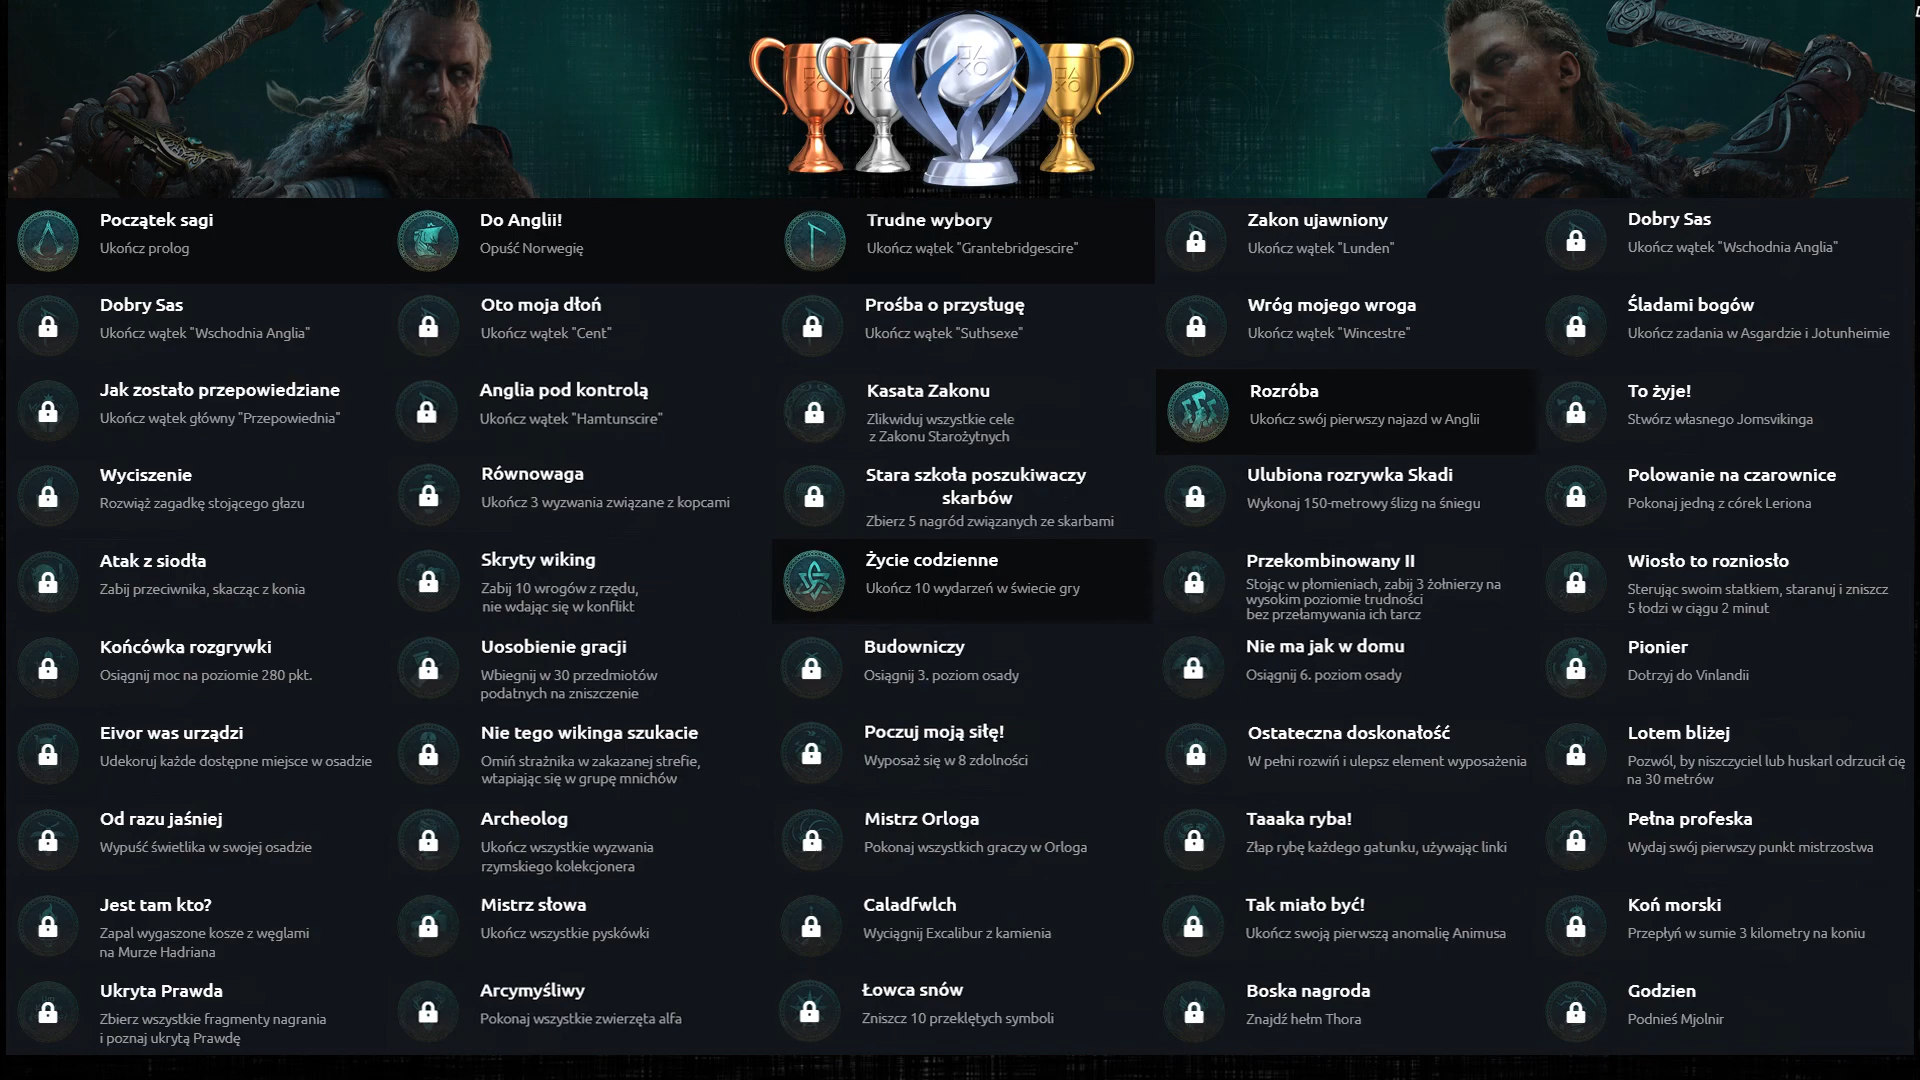 Początek sagi
Ukończ prolog
Do Anglii!
Opuść Norwegię
Trudne wybory
Ukończ wątek "Grantebridgescire"
Zakon ujawniony
Ukończ wątek "Lunden"
Dobry Sas
Ukończ wątek "Wschodnia Anglia"
Dobry Sas
Ukończ wątek "Wschodnia Anglia"
Oto moja dłoń
Ukończ wątek "Cent"
Prośba o przysługę
Ukończ wątek "Suthsexe"
Wróg mojego wroga
Ukończ wątek "Wincestre"
Śladami bogów
Ukończ zadania w Asgardzie i Jotunheimie
Jak zostało przepowiedziane
Ukończ wątek główny "Przepowiednia"
Anglia pod kontrolą
Ukończ wątek "Hamtunscire"
Kasata Zakonu
Zlikwiduj wszystkie cele
z Zakonu Starożytnych
Rozróba
Ukończ swój pierwszy najazd w Anglii
To żyje!
Stwórz własnego Jomsvikinga
Wyciszenie
Rozwiąż zagadkę stojącego głazu
Równowaga
Ukończ 3 wyzwania związane z kopcami
Stara szkoła poszukiwaczy
skarbów
Zbierz 5 nagród związanych ze skarbami
Ulubiona rozrywka Skadi
Wykonaj 150-metrowy ślizg na śniegu
Polowanie na czarownice
Pokonaj jedną z córek Leriona
Atak z siodła
Zabij przeciwnika, skacząc z konia
Skryty wiking
Zabij 10 wrogów z rzędu,
nie wdając się w konflikt
Życie codzienne
Ukończ 10 wydarzeń w świecie gry
Przekombinowany II
Stojąc w płomieniach, zabij 3 żołnierzy na
wysokim poziomie trudności
bez przełamywania ich tarcz
Wiosło to rozniosło
Sterując swoim statkiem, staranuj i zniszcz
5 łodzi w ciągu 2 minut
Końcówka rozgrywki
Osiągnij moc na poziomie 280 pkt.
Uosobienie gracji
Wbiegnij w 30 przedmiotów
podatnych na zniszczenie
Budowniczy
Osiągnij 3. poziom osady
Nie ma jak w domu
Osiągnij 6. poziom osady
Pionier
Dotrzyj do Vinlandii
Eivor was urządzi
Udekoruj każde dostępne miejsce w osadzie
Nie tego wikinga szukacie
Omiń strażnika w zakazanej strefie,
wtapiając się w grupę mnichów
Poczuj moją siłę!
Wyposaż się w 8 zdolności
Ostateczna doskonałość
W pełni rozwiń i ulepsz element wyposażenia
Lotem bliżej
Pozwól, by niszczyciel lub huskarl odrzucił cię
na 30 metrów
Od razu jaśniej
Wypuść świetlika w swojej osadzie
Archeolog
Ukończ wszystkie wyzwania
rzymskiego kolekcjonera
Mistrz Orloga
Pokonaj wszystkich graczy w Orloga
Taaaka ryba!
Złap rybę każdego gatunku, używając linki
Pełna profeska
Wydaj swój pierwszy punkt mistrzostwa
Jest tam kto?
Zapal wygaszone kosze z węglami
na Murze Hadriana
Mistrz słowa
Ukończ wszystkie pyskówki
Caladfwlch
Wyciągnij Excalibur z kamienia
Tak miało być!
Ukończ swoją pierwszą anomalię Animusa
Koń morski
Przepłyń w sumie 3 kilometry na koniu
Ukryta Prawda
Zbierz wszystkie fragmenty nagrania
i poznaj ukrytą Prawdę
Arcymyśliwy
Pokonaj wszystkie zwierzęta alfa
Łowca snów
Zniszcz 10 przeklętych symboli
Boska nagroda
Znajdź hełm Thora
Godzien
Podnieś Mjolnir